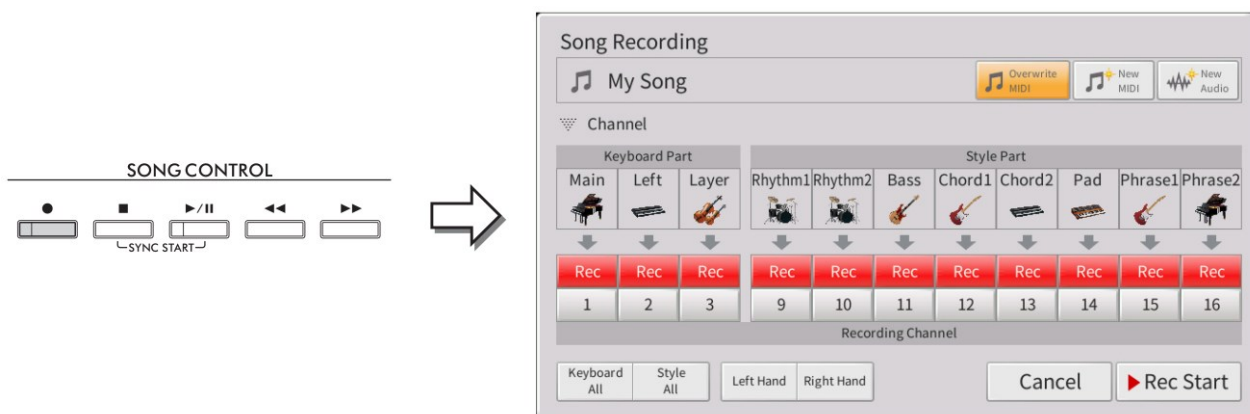 SONG CONTROL
SYNC START
Song Recording
My Song
Overwrite MIDI
New MIDI
New Audio
Channel
Keyboard Part
Style Part
Main Left Layer Rhythm1 Rhythm2 Bass Chord1 Chord2 Pad Phrase1 Phrase2
Rec Rec Rec Rec Rec Rec Rec Rec Rec Rec Rec
1 2 3 9 10 11 12 13 14 15 16
Recording Channel
Keyboard All
Style All
Left Hand
Right Hand
Cancel
Rec Start